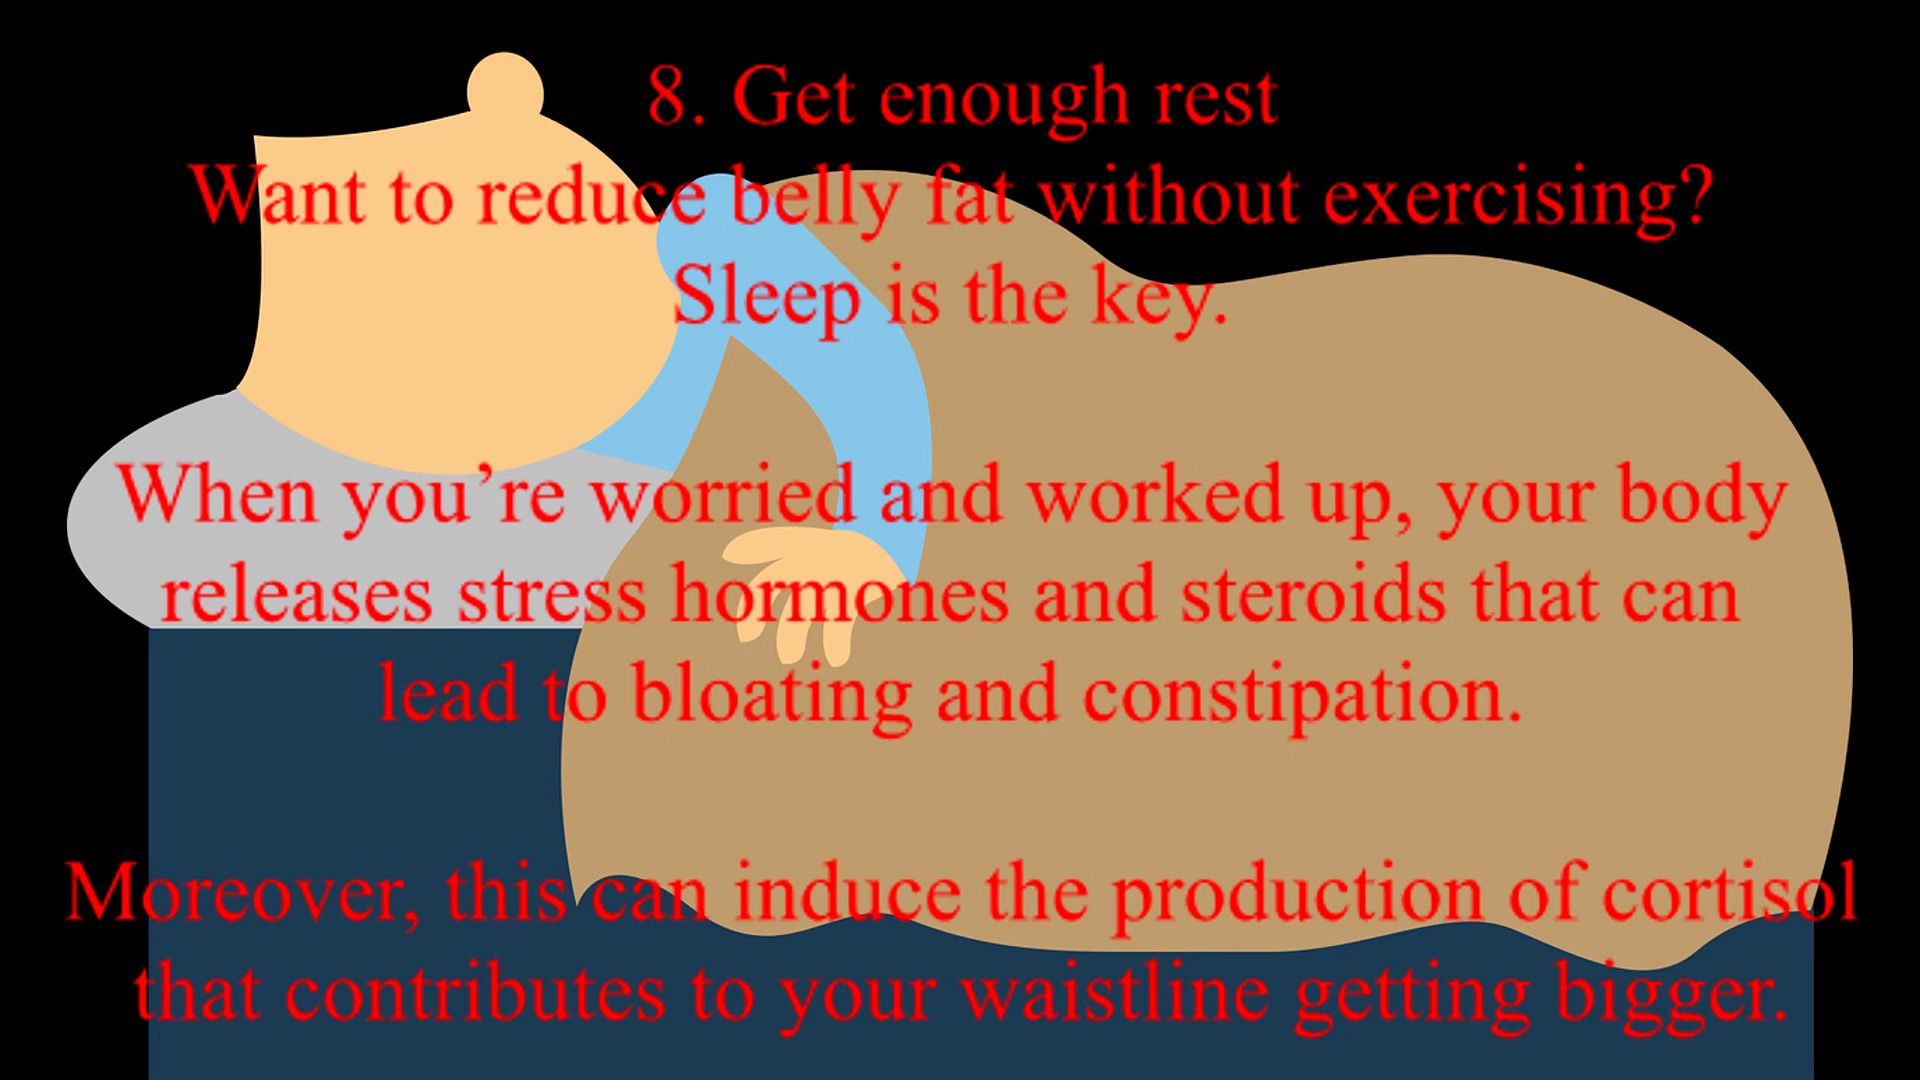 8. Get enough rest
Want to reduce belly fat without exercising?
Sleep is the key.
When you’re worried and worked up, your body
releases stress hormones and steroids that can
lead to bloating and constipation.
Moreover, this can induce the production of cortisol
that contributes to your waistline getting bigger.